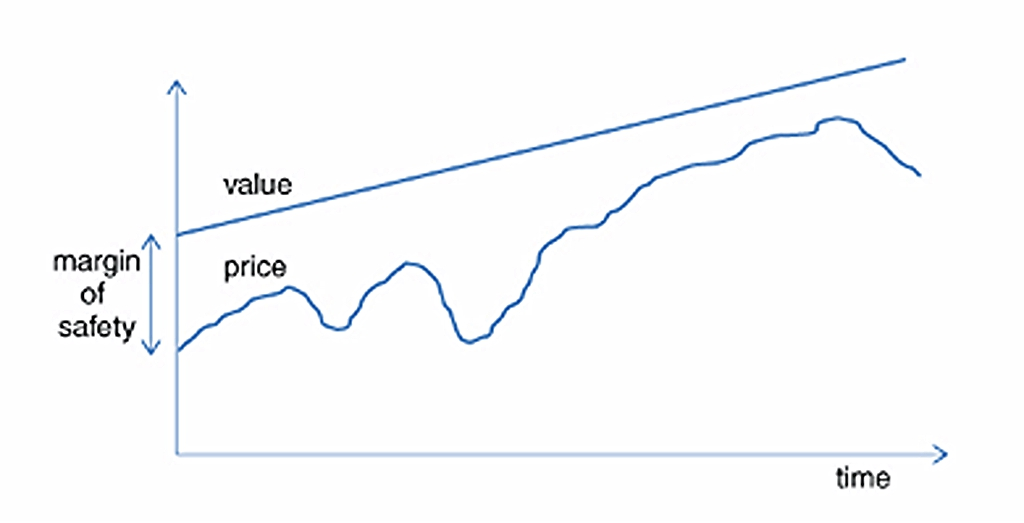 value
price
margin
of
safety
time